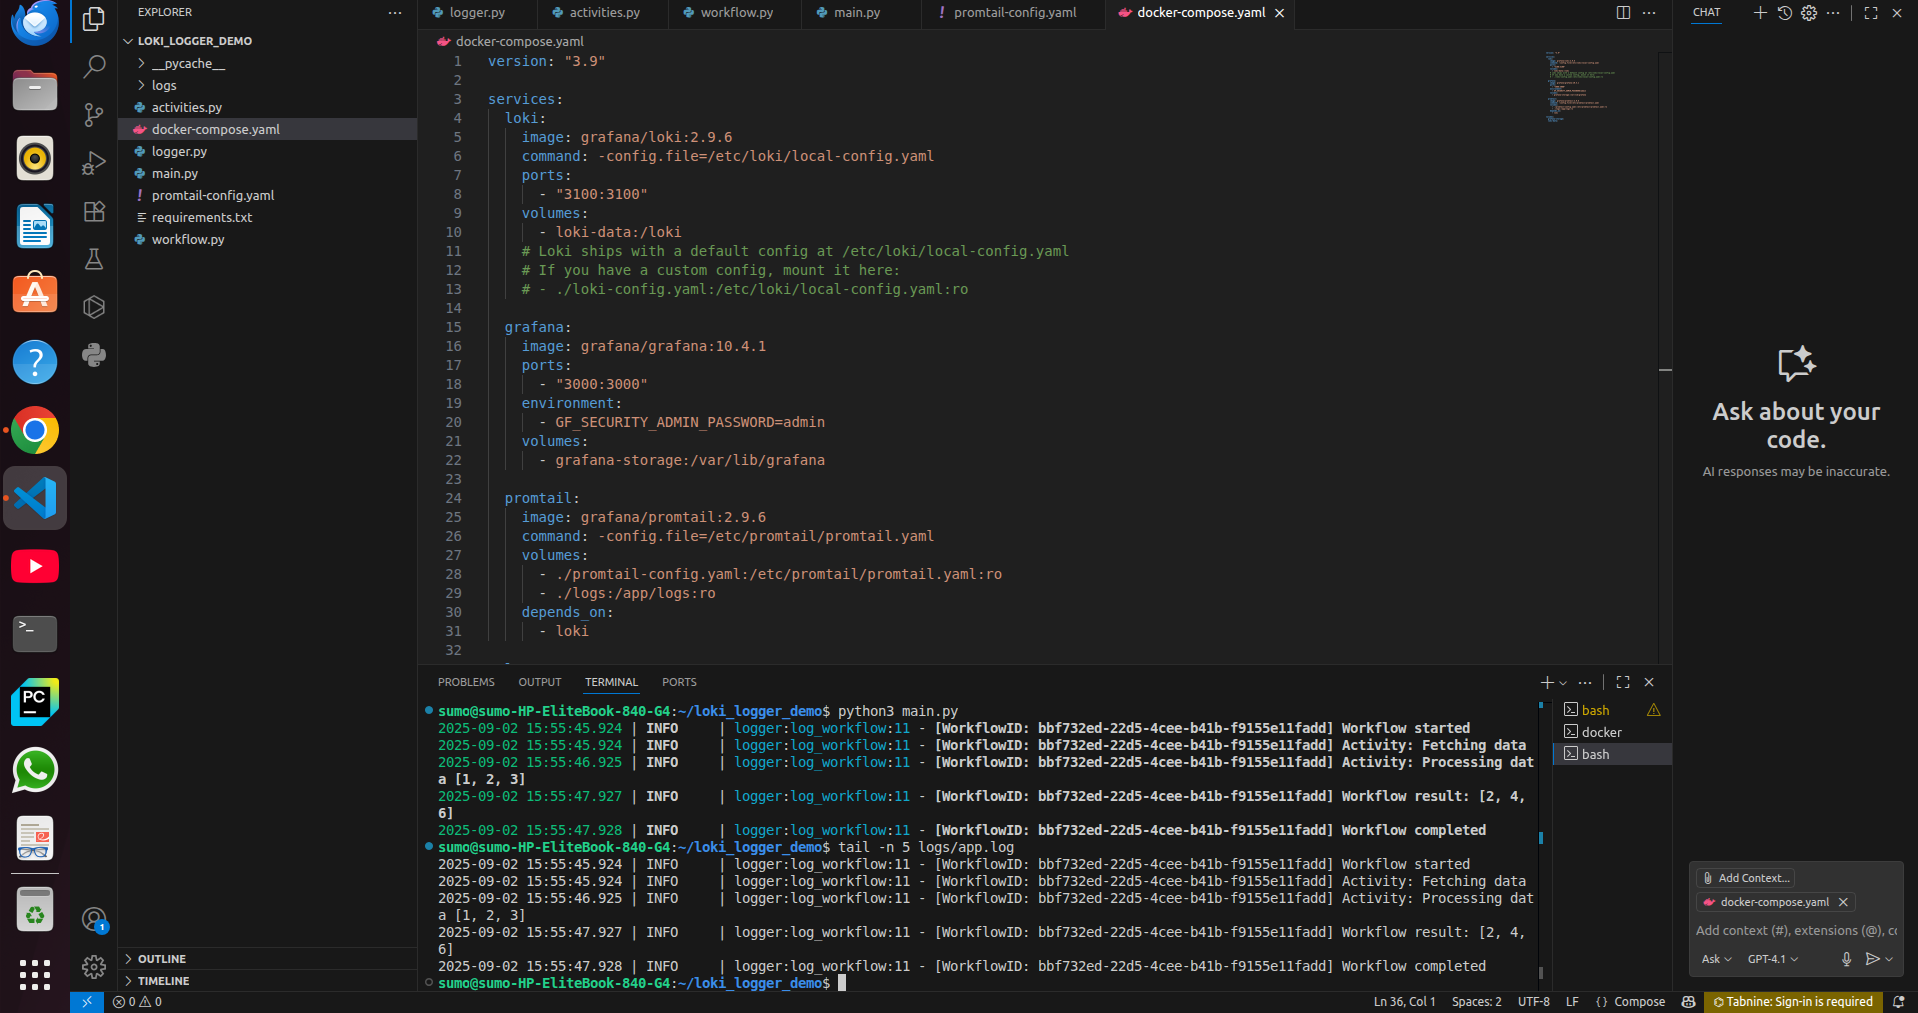 EXPLORER
LOKI_LOGGER_DEMO
__pycache__
logs
activities.py
docker-compose.yaml
logger.py
main.py
promtail-config.yaml
requirements.txt
workflow.py
OUTLINE
TIMELINE
logger.py
activities.py
workflow.py
main.py
! promtail-config.yaml
docker-compose.yaml
docker-compose.yaml
1 version: "3.9"
2
3 services:
4 loki:
5 image: grafana/loki:2.9.6
6 command: -config.file=/etc/loki/local-config.yaml
7 ports:
8 - "3100:3100"
9 volumes:
10 - loki-data:/loki
11 # Loki ships with a default config at /etc/loki/local-config.yaml
12 # If you have a custom config, mount it here:
13 # - ./loki-config.yaml:/etc/loki/local-config.yaml:ro
14
15 grafana:
16 image: grafana/grafana:10.4.1
17 ports:
18 - "3000:3000"
19 environment:
20 - GF_SECURITY_ADMIN_PASSWORD=admin
21 volumes:
22 - grafana-storage:/var/lib/grafana
23
24 promtail:
25 image: grafana/promtail:2.9.6
26 command: -config.file=/etc/promtail/promtail.yaml
27 volumes:
28 - ./promtail-config.yaml:/etc/promtail/promtail.yaml:ro
29 - ./logs:/app/logs:ro
30 depends_on:
31 - loki
32
PROBLEMS OUTPUT TERMINAL PORTS
sumo@sumo-HP-EliteBook-840-G4:~/loki_logger_demo$ python3 main.py
2025-09-02 15:55:45.924 | INFO | logger:log_workflow:11 - [WorkflowID: bbf732ed-22d5-4cee-b41b-f9155e11fadd] Workflow started
2025-09-02 15:55:45.924 | INFO | logger:log_workflow:11 - [WorkflowID: bbf732ed-22d5-4cee-b41b-f9155e11fadd] Activity: Fetching data
2025-09-02 15:55:46.925 | INFO | logger:log_workflow:11 - [WorkflowID: bbf732ed-22d5-4cee-b41b-f9155e11fadd] Activity: Processing dat
a [1, 2, 3]
2025-09-02 15:55:47.927 | INFO | logger:log_workflow:11 - [WorkflowID: bbf732ed-22d5-4cee-b41b-f9155e11fadd] Workflow result: [2, 4,
6]
2025-09-02 15:55:47.928 | INFO | logger:log_workflow:11 - [WorkflowID: bbf732ed-22d5-4cee-b41b-f9155e11fadd] Workflow completed
sumo@sumo-HP-EliteBook-840-G4:~/loki_logger_demo$ tail -n 5 logs/app.log
2025-09-02 15:55:45.924 | INFO | logger:log_workflow:11 - [WorkflowID: bbf732ed-22d5-4cee-b41b-f9155e11fadd] Workflow started
2025-09-02 15:55:45.924 | INFO | logger:log_workflow:11 - [WorkflowID: bbf732ed-22d5-4cee-b41b-f9155e11fadd] Activity: Fetching data
2025-09-02 15:55:46.925 | INFO | logger:log_workflow:11 - [WorkflowID: bbf732ed-22d5-4cee-b41b-f9155e11fadd] Activity: Processing dat
a [1, 2, 3]
2025-09-02 15:55:47.927 | INFO | logger:log_workflow:11 - [WorkflowID: bbf732ed-22d5-4cee-b41b-f9155e11fadd] Workflow result: [2, 4,
6]
2025-09-02 15:55:47.928 | INFO | logger:log_workflow:11 - [WorkflowID: bbf732ed-22d5-4cee-b41b-f9155e11fadd] Workflow completed
sumo@sumo-HP-EliteBook-840-G4:~/loki_logger_demo$
bash
docker
bash
CHAT
Ask about your
code.
AI responses may be inaccurate.
Add Context...
docker-compose.yaml
Add context (#), extensions (@), cc
Ask GPT-4.1
PC
1
0 0
Ln 36, Col 1 Spaces: 2 UTF-8 LF {} Compose Tabnine: Sign-in is required